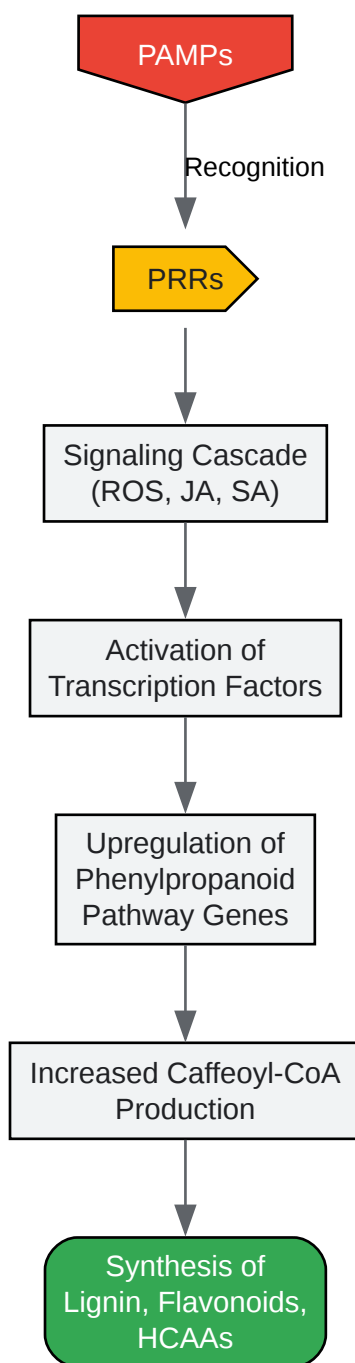 PAMPs
Recognition
PRRs
Signaling Cascade
(ROS, JA, SA)
Activation of
Transcription Factors
Upregulation of
Phenylpropanoid
Pathway Genes
Increased Caffeoyl-CoA
Production
Synthesis of
Lignin, Flavonoids,
HCAAs